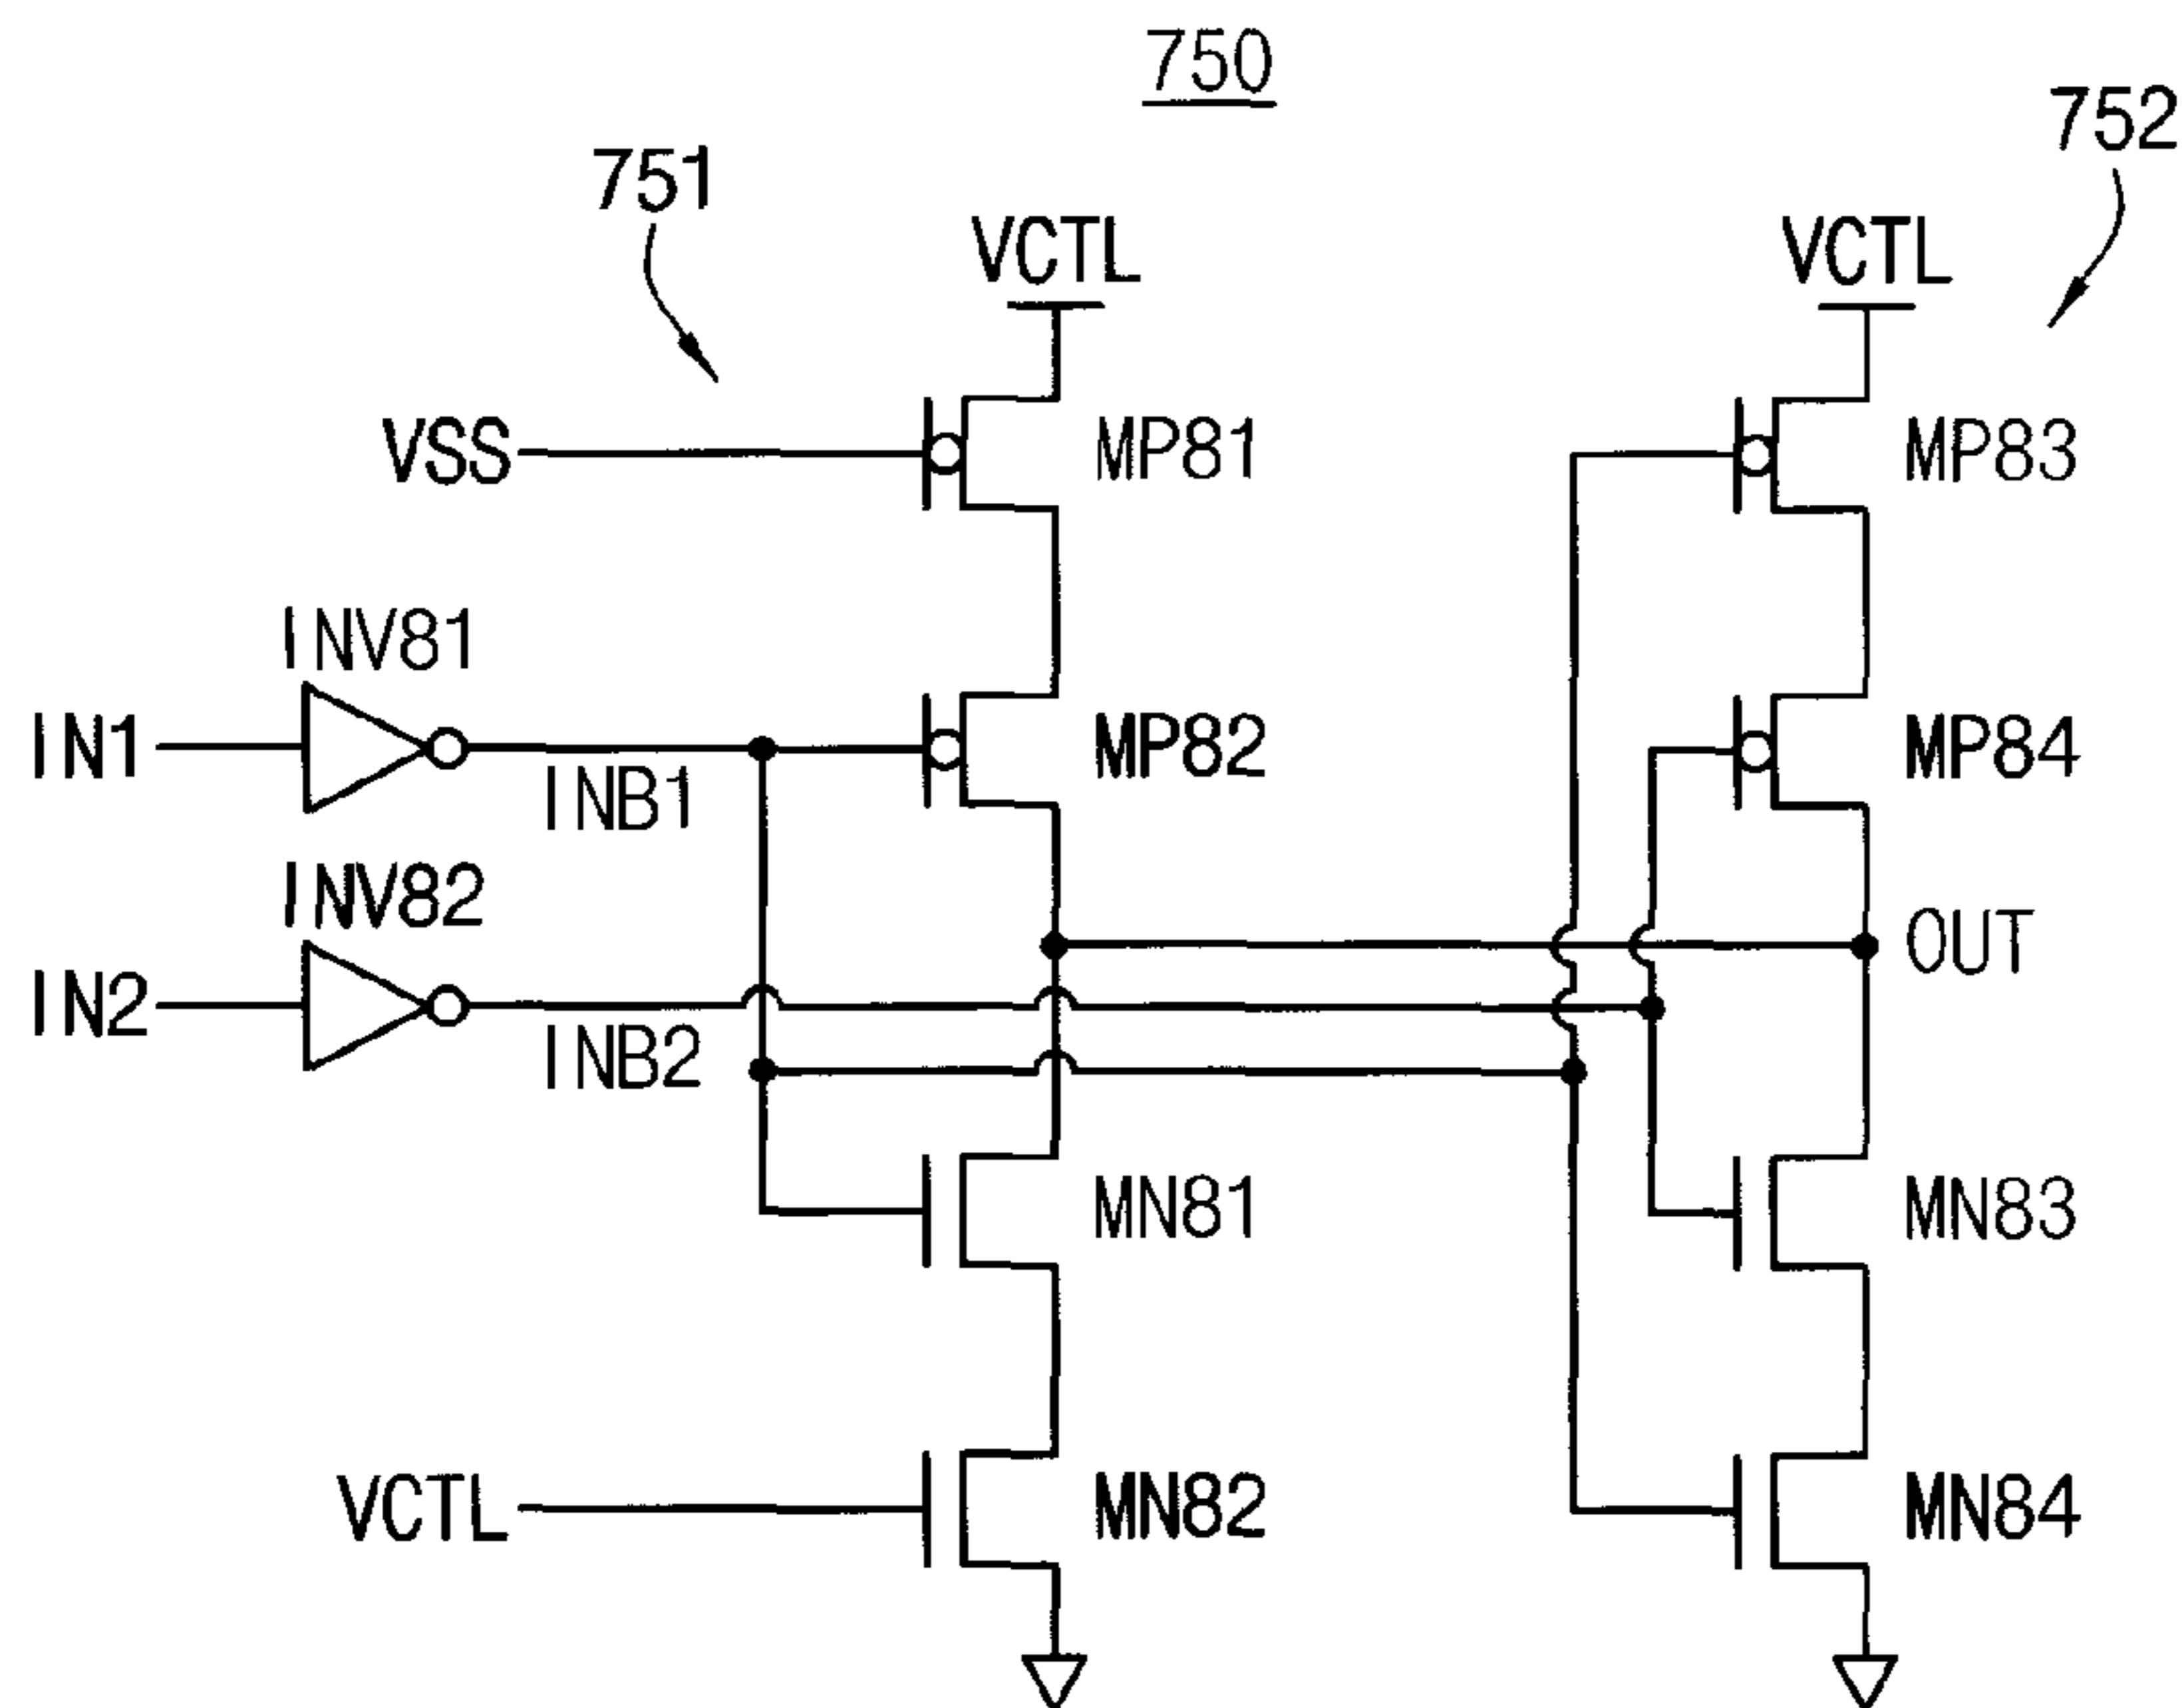 750
751
752
VCTL
VCTL
VSS
MP81
MP83
INV81
IN1
INB1
MP82
MP84
INV82
OUT
IN2
INB2
MN81
MN83
VCTL
MN82
MN84